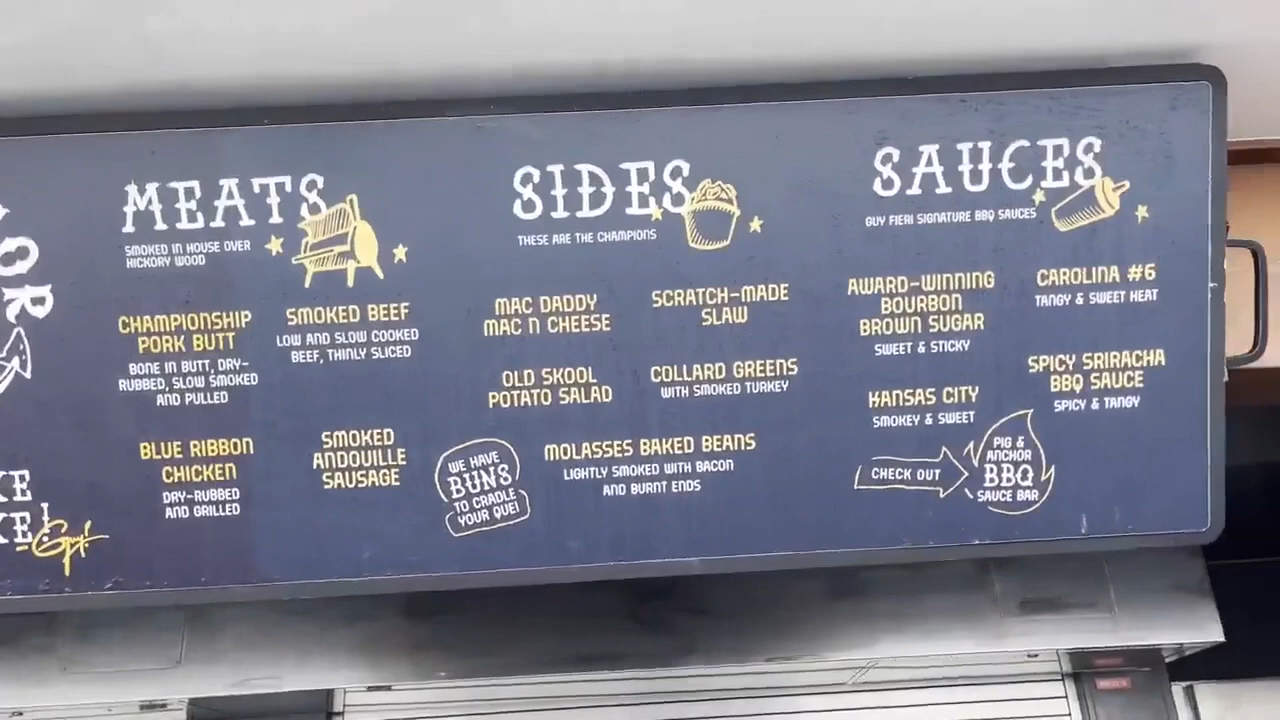 OR
KE
KE!
Guy!
MEATS
SMOKED IN HOUSE OVER
HICKORY WOOD
CHAMPIONSHIP
PORK BUTT
BONE IN BUTT, DRY-
RUBBED, SLOW SMOKED
AND PULLED
SMOKED BEEF
LOW AND SLOW COOKED
BEEF, THINLY SLICED
BLUE RIBBON
CHICKEN
DRY-RUBBED
AND GRILLED
SMOKED
ANDOUILLE
SAUSAGE
SIDES
THESE ARE THE CHAMPIONS
MAC DADDY
MAC N CHEESE
SCRATCH-MADE
SLAW
OLD SKOOL
POTATO SALAD
COLLARD GREENS
WITH SMOKED TURKEY
WE HAVE
BUNS
TO CRADLE
YOUR QUE!
MOLASSES BAKED BEANS
LIGHTLY SMOKED WITH BACON
AND BURNT ENDS
SAUCES
GUY FIERI SIGNATURE BBQ SAUCES
AWARD-WINNING
BOURBON
BROWN SUGAR
SWEET & STICKY
CAROLINA #6
TANGY & SWEET HEAT
KANSAS CITY
SMOKEY & SWEET
SPICY SRIRACHA
BBQ SAUCE
SPICY & TANGY
CHECK OUT
PIG &
ANCHOR
BBQ
SAUCE BAR